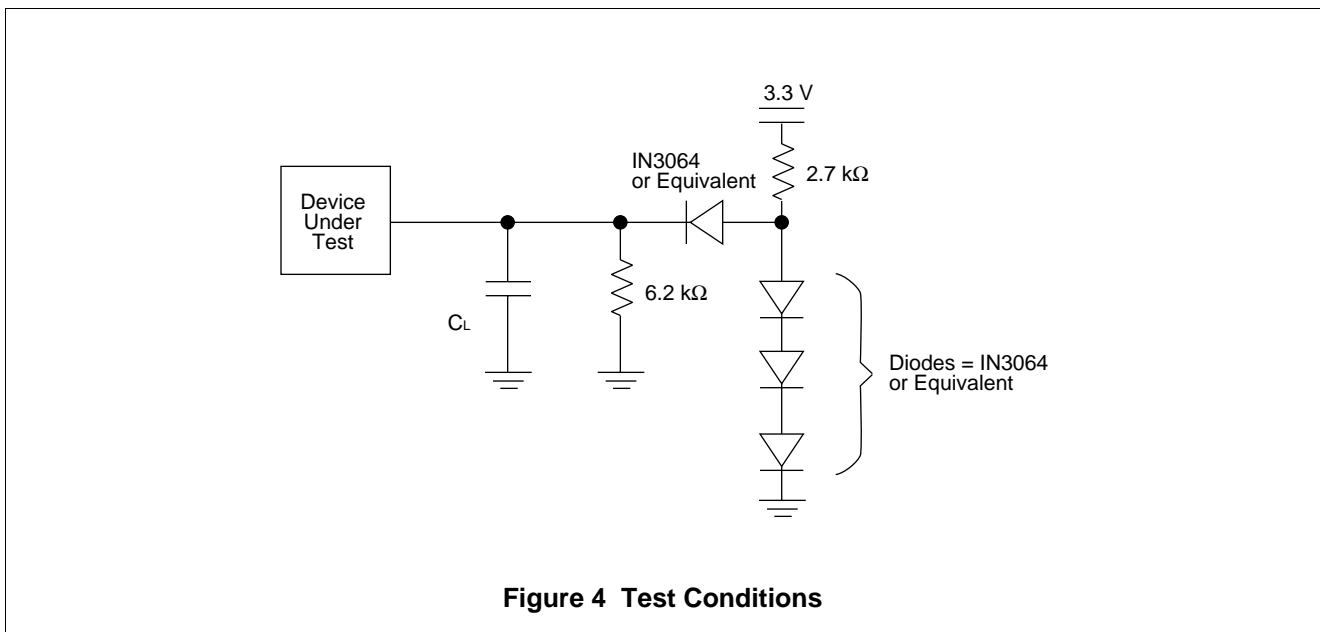 3.3 V
IN3064
or Equivalent
2.7 kΩ
Device
Under
Test
6.2 kΩ
CL
Diodes = IN3064
or Equivalent
Figure 4 Test Conditions